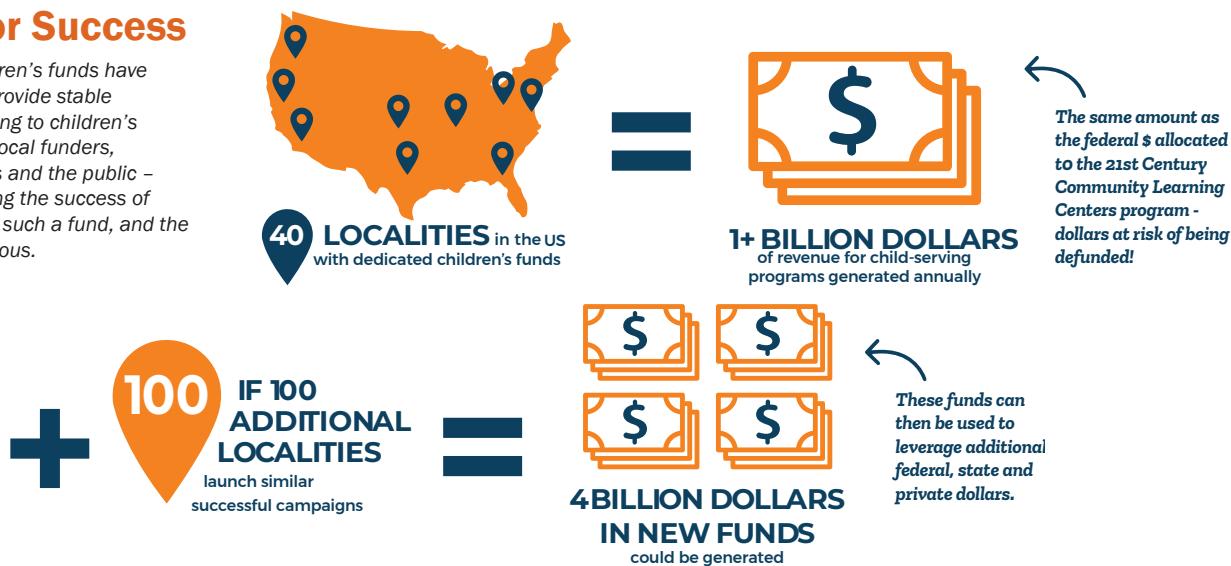 or Success
ren's funds have
rovide stable
ng to children's
ocal funders,
s and the public –
ng the success of
such a fund, and the
ous.
40 LOCALITIES in the US
with dedicated children's funds
$
1+ BILLION DOLLARS
of revenue for child-serving
programs generated annually
The same amount as
the federal $ allocated
to the 21st Century
Community Learning
Centers program -
dollars at risk of being
defunded!
100
IF 100
ADDITIONAL
LOCALITIES
launch similar
successful campaigns
$ $
$ $
4 BILLION DOLLARS
IN NEW FUNDS
could be generated
These funds can
then be used to
leverage additional
federal, state and
private dollars.